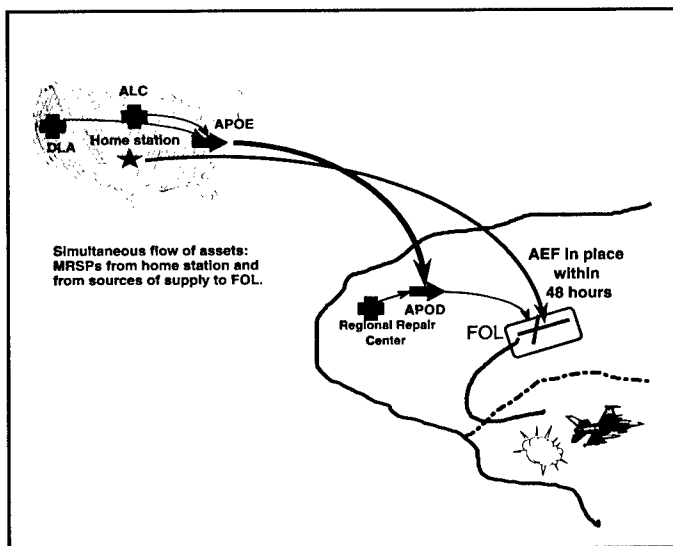 ALC
APOE
DLA
Home station
Simultaneous flow of assets:
MRSPs from home station and
from sources of supply to FOL.
AEF in place
within
48 hours
APOD
Regional Repair
Center
FOL